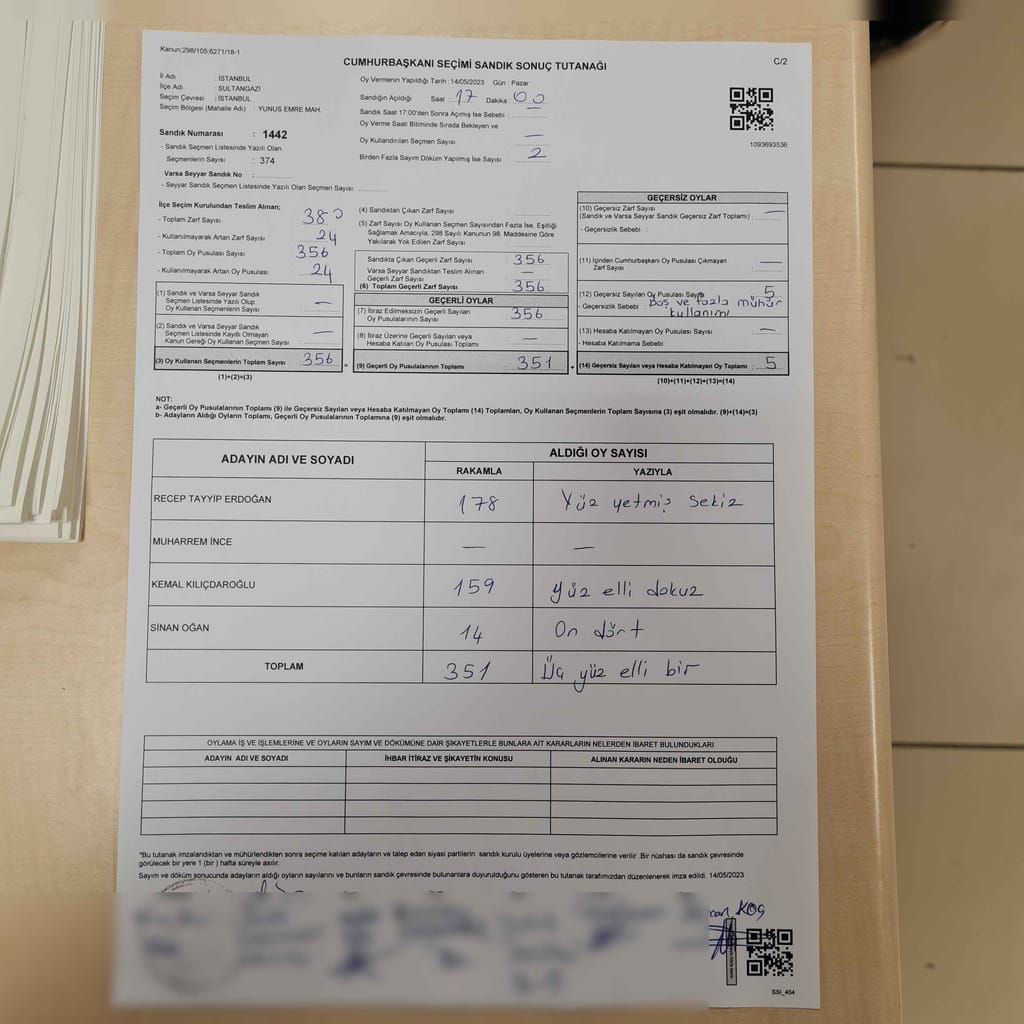 Kanun;298/105;6271/18-1
CUMHURBAŞKANI SEÇİMİ SANDIK SONUÇ TUTANAĞI
C/2
İl Adı : İSTANBUL
İlçe Adı : SULTANGAZİ
Seçim Çevresi : İSTANBUL
Seçim Bölgesi (Mahalle Adı) : YUNUS EMRE MAH.
Oy Vermenin Yapıldığı Tarih : 14/05/2023 Gün : Pazar
Sandığın Açıldığı Saat 17 Dakika 00
Sandık Saat 17:00'den Sonra Açımış İse Sebebi :
Oy Verme Saati Bitiminde Sırada Bekleyen ve
Oy Kullandırılan Seçmen Sayısı : —
Birden Fazla Sayım Döküm Yapılmış İse Sayısı : 2
1093693536
Sandık Numarası : 1442
- Sandık Seçmen Listesinde Yazılı Olan
Seçmenlerin Sayısı : 374
Varsa Seyyar Sandık No :
- Seyyar Sandık Seçmen Listesinde Yazılı Olan Seçmen Sayısı :
İlçe Seçim Kurulundan Teslim Alınan;
- Toplam Zarf Sayısı : 380
- Kullanılmayarak Artan Zarf Sayısı : 24
- Toplam Oy Pusulası Sayısı : 356
- Kullanılmayarak Artan Oy Pusulası : 24
(1) Sandık ve Varsa Seyyar Sandık
Seçmen Listesinde Yazılı Olup
Oy Kullanan Seçmenlerin Sayısı : —
(2) Sandık ve Varsa Seyyar Sandık
Seçmen Listesinde Kayıtlı Olmayan
Kanun Gereği Oy Kullanan Seçmen Sayısı : —
(3) Oy Kullanan Seçmenlerin Toplam Sayısı : 356 =
(1)+(2)=(3)
(4) Sandıktan Çıkan Zarf Sayısı :
(5) Zarf Sayısı Oy Kullanan Seçmen Sayısından Fazla İse, Eşitliği
Sağlamak Amacıyla; 298 Sayılı Kanunun 98. Maddesine Göre
Yakılarak Yok Edilen Zarf Sayısı :
Sandıkta Çıkan Geçerli Zarf Sayısı : 356
Varsa Seyyar Sandıktan Teslim Alınan
Geçerli Zarf Sayısı : —
(6) Toplam Geçerli Zarf Sayısı : 356
GEÇERLİ OYLAR
(7) İtiraz Edilmeksizin Geçerli Sayılan
Oy Pusulalarının Sayısı : 356
(8) İtiraz Üzerine Geçerli Sayılan veya
Hesaba Katılan Oy Pusulası Toplamı : —
(9) Geçerli Oy Pusulalarının Toplamı : 351 +
GEÇERSİZ OYLAR
(10) Geçersiz Zarf Sayısı
(Sandık ve Varsa Seyyar Sandık Geçersiz Zarf Toplamı) : —
- Geçersizlik Sebebi :
(11) İçinden Cumhurbaşkanı Oy Pusulası Çıkmayan
Zarf Sayısı : —
(12) Geçersiz Sayılan Oy Pusulası Sayısı : 5
- Geçersizlik Sebebi : Boş ve fazla mühür
kullanımı
(13) Hesaba Katılmayan Oy Pusulası Sayısı : —
- Hesaba Katılmama Sebebi :
(14) Geçersiz Sayılan veya Hesaba Katılmayan Oy Toplamı : 5
(10)+(11)+(12)+(13)=(14)
NOT:
a- Geçerli Oy Pusulalarının Toplamı (9) ile Geçersiz Sayılan veya Hesaba Katılmayan Oy Toplamı (14) Toplamları, Oy Kullanan Seçmenlerin Toplam Sayısına (3) eşit olmalıdır. (9)+(14)=(3)
b- Adayların Aldığı Oyların Toplamı, Geçerli Oy Pusulalarının Toplamına (9) eşit olmalıdır.
ADAYIN ADI VE SOYADI ALDIĞI OY SAYISI
RAKAMLA YAZIYLA
RECEP TAYYİP ERDOĞAN 178 Yüz yetmiş sekiz
MUHARREM İNCE — —
KEMAL KILIÇDAROĞLU 159 yüz elli dokuz
SİNAN OĞAN 14 On dört
TOPLAM 351 Üç yüz elli bir
OYLAMA İŞ VE İŞLEMLERİNE VE OYLARIN SAYIM VE DÖKÜMÜNE DAİR ŞİKAYETLERLE BUNLARA AİT KARARLARIN NELERDEN İBARET BULUNDUKLARI
ADAYIN ADI VE SOYADI İHBAR İTİRAZ VE ŞİKAYETİN KONUSU ALINAN KARARIN NEDEN İBARET OLDUĞU
*Bu tutanak imzalandıktan ve mühürlendikten sonra seçime katılan adayların ve talep eden siyasi partilerin sandık kurulu üyelerine veya gözlemcilerine verilir. Bir nüshası da sandık çevresinde
görülecek bir yere 1 (bir) hafta süreyle asılır.
Sayım ve döküm sonucunda adayların aldığı oyların sayılarını ve bunların sandık çevresinde bulunanlara duyurulduğunu gösteren bu tutanak tarafımızdan düzenlenerek imza edildi. 14/05/2023
can KOÇ
SSI_404